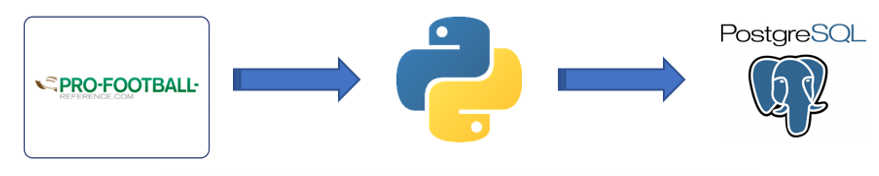 PRO-FOOTBALL-
REFERENCE.COM
PostgreSQL